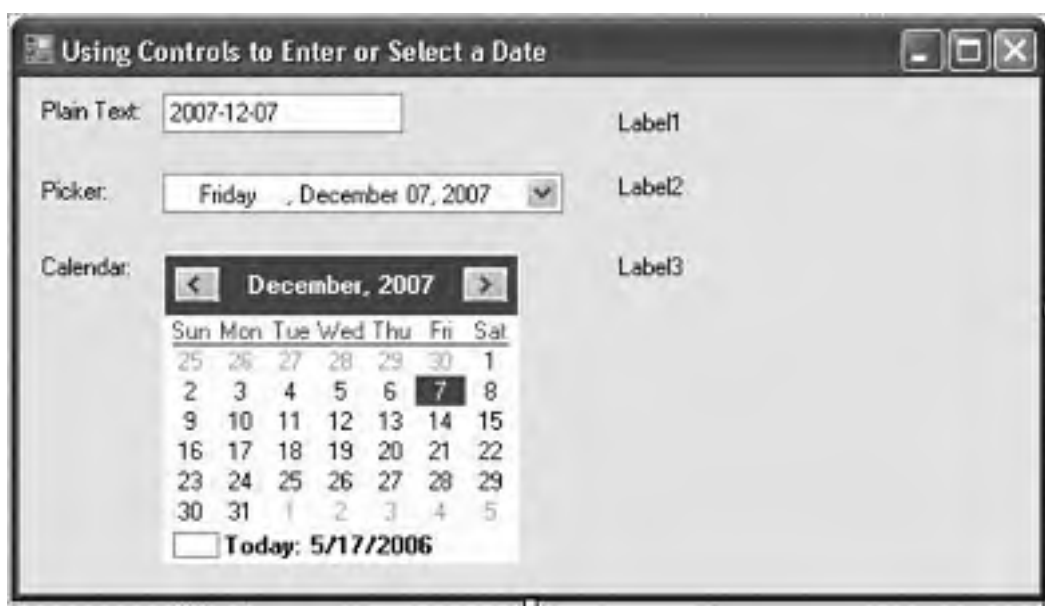 Using Controls to Enter or Select a Date
Plain Text: 2007-12-07 Label1
Picker: Friday , December 07, 2007 Label2
Calendar: Label3
< December, 2007 >
Sun Mon Tue Wed Thu Fri Sat
25 26 27 28 29 30 1
2 3 4 5 6 7 8
9 10 11 12 13 14 15
16 17 18 19 20 21 22
23 24 25 26 27 28 29
30 31 1 2 3 4 5
Today: 5/17/2006